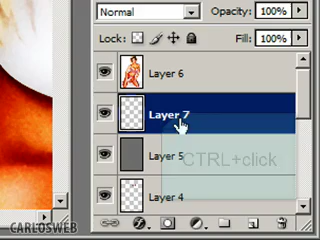 Normal Opacity: 100%
Lock: Fill: 100%
Layer 6
Layer 7
Layer 5
CTRL+click
Layer 4
CARLOSWEB